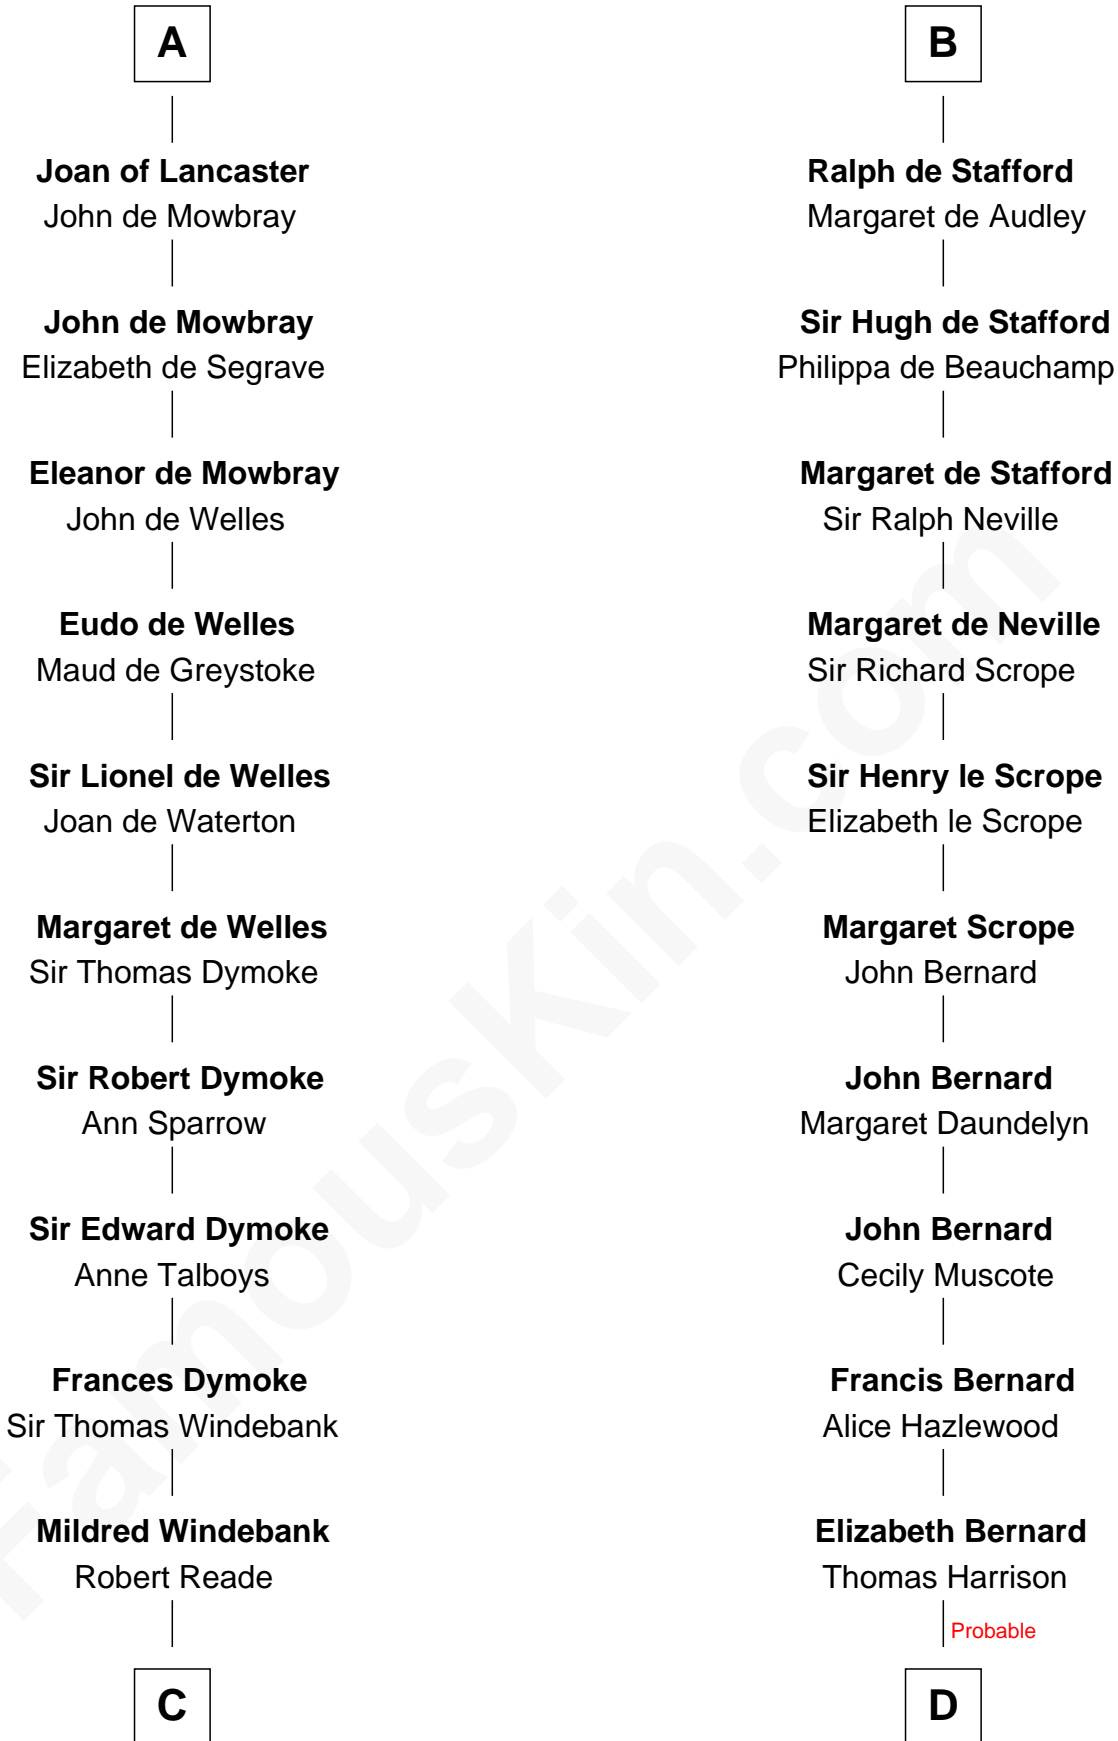 A
Joan of Lancaster
John de Mowbray
John de Mowbray
Elizabeth de Segrave
Eleanor de Mowbray
John de Welles
Eudo de Welles
Maud de Greystoke
Sir Lionel de Welles
Joan de Waterton
Margaret de Welles
Sir Thomas Dymoke
Sir Robert Dymoke
Ann Sparrow
Sir Edward Dymoke
Anne Talboys
Frances Dymoke
Sir Thomas Windebank
Mildred Windebank
Robert Reade
C
B
Ralph de Stafford
Margaret de Audley
Sir Hugh de Stafford
Philippa de Beauchamp
Margaret de Stafford
Sir Ralph Neville
Margaret de Neville
Sir Richard Scrope
Sir Henry le Scrope
Elizabeth le Scrope
Margaret Scrope
John Bernard
John Bernard
Margaret Daundelyn
John Bernard
Cecily Muscote
Francis Bernard
Alice Hazlewood
Elizabeth Bernard
Thomas Harrison
Probable
D
FamousKin.com